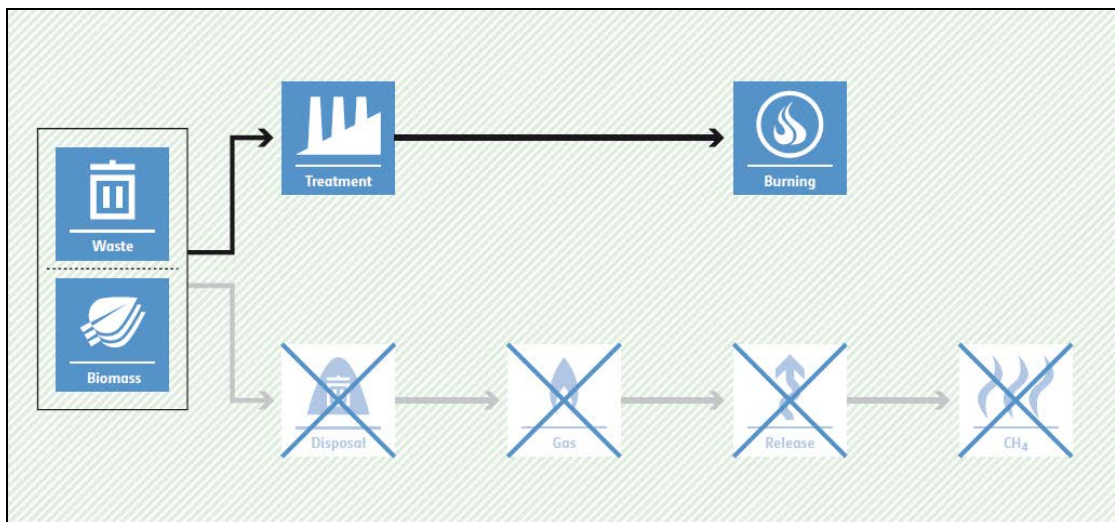 Treatment
Burning
Waste
Biomass
Disposal
Gas
Release
CH₄